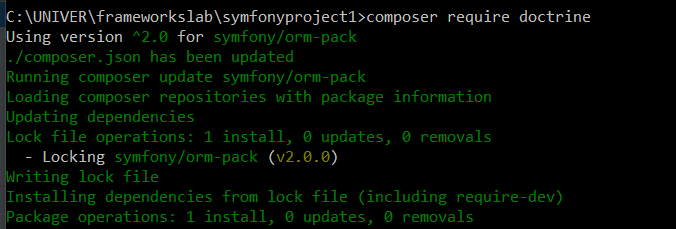 C:\UNIVER\frameworkslab\symfonyproject1>composer require doctrine
Using version ^2.0 for symfony/orm-pack
./composer.json has been updated
Running composer update symfony/orm-pack
Loading composer repositories with package information
Updating dependencies
Lock file operations: 1 install, 0 updates, 0 removals
  - Locking symfony/orm-pack (v2.0.0)
Writing lock file
Installing dependencies from lock file (including require-dev)
Package operations: 1 install, 0 updates, 0 removals